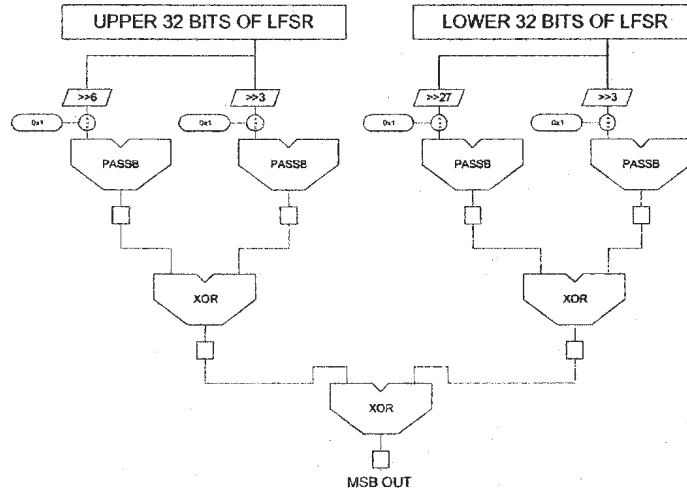 UPPER 32 BITS OF LFSR LOWER 32 BITS OF LFSR
>>6 >>3 >>27 >>3
0x1 0x1 0x1 0x1
PASSB PASSB PASSB PASSB
XOR XOR
XOR
MSB OUT